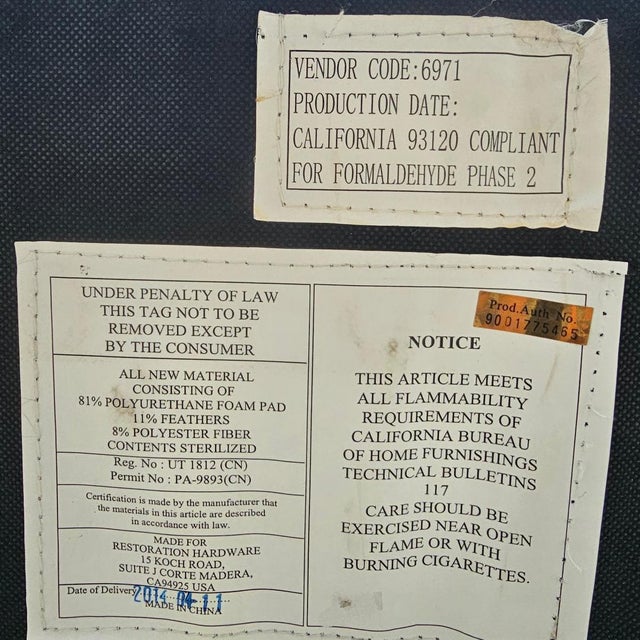 VENDOR CODE:6971
PRODUCTION DATE:
CALIFORNIA 93120 COMPLIANT
FOR FORMALDEHYDE PHASE 2
UNDER PENALTY OF LAW
THIS TAG NOT TO BE
REMOVED EXCEPT
BY THE CONSUMER
ALL NEW MATERIAL
CONSISTING OF
81% POLYURETHANE FOAM PAD
11% FEATHERS
8% POLYESTER FIBER
CONTENTS STERILIZED
Reg. No : UT 1812 (CN)
Permit No : PA-9893(CN)
Certification is made by the manufacturer that
the materials in this article are described
in accordance with law.
MADE FOR
RESTORATION HARDWARE
15 KOCH ROAD,
SUITE J CORTE MADERA,
CA94925 USA
Date of Delivery 2014 04 11
MADE IN CHINA
Prod.Auth No.
9001775465
NOTICE
THIS ARTICLE MEETS
ALL FLAMMABILITY
REQUIREMENTS OF
CALIFORNIA BUREAU
OF HOME FURNISHINGS
TECHNICAL BULLETINS
117
CARE SHOULD BE
EXERCISED NEAR OPEN
FLAME OR WITH
BURNING CIGARETTES.